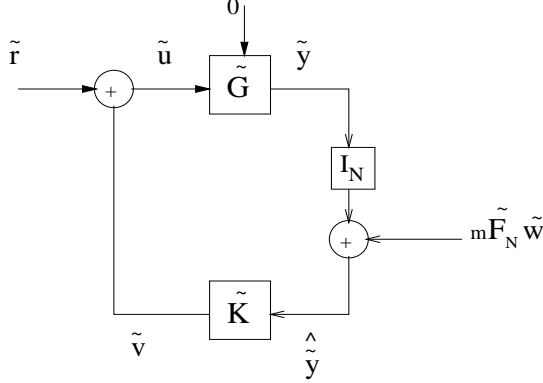 0
r̃
ũ
G̃
ỹ
+
I_N
+
mF̃_N w̃
K̃
ṽ
ỹ̂